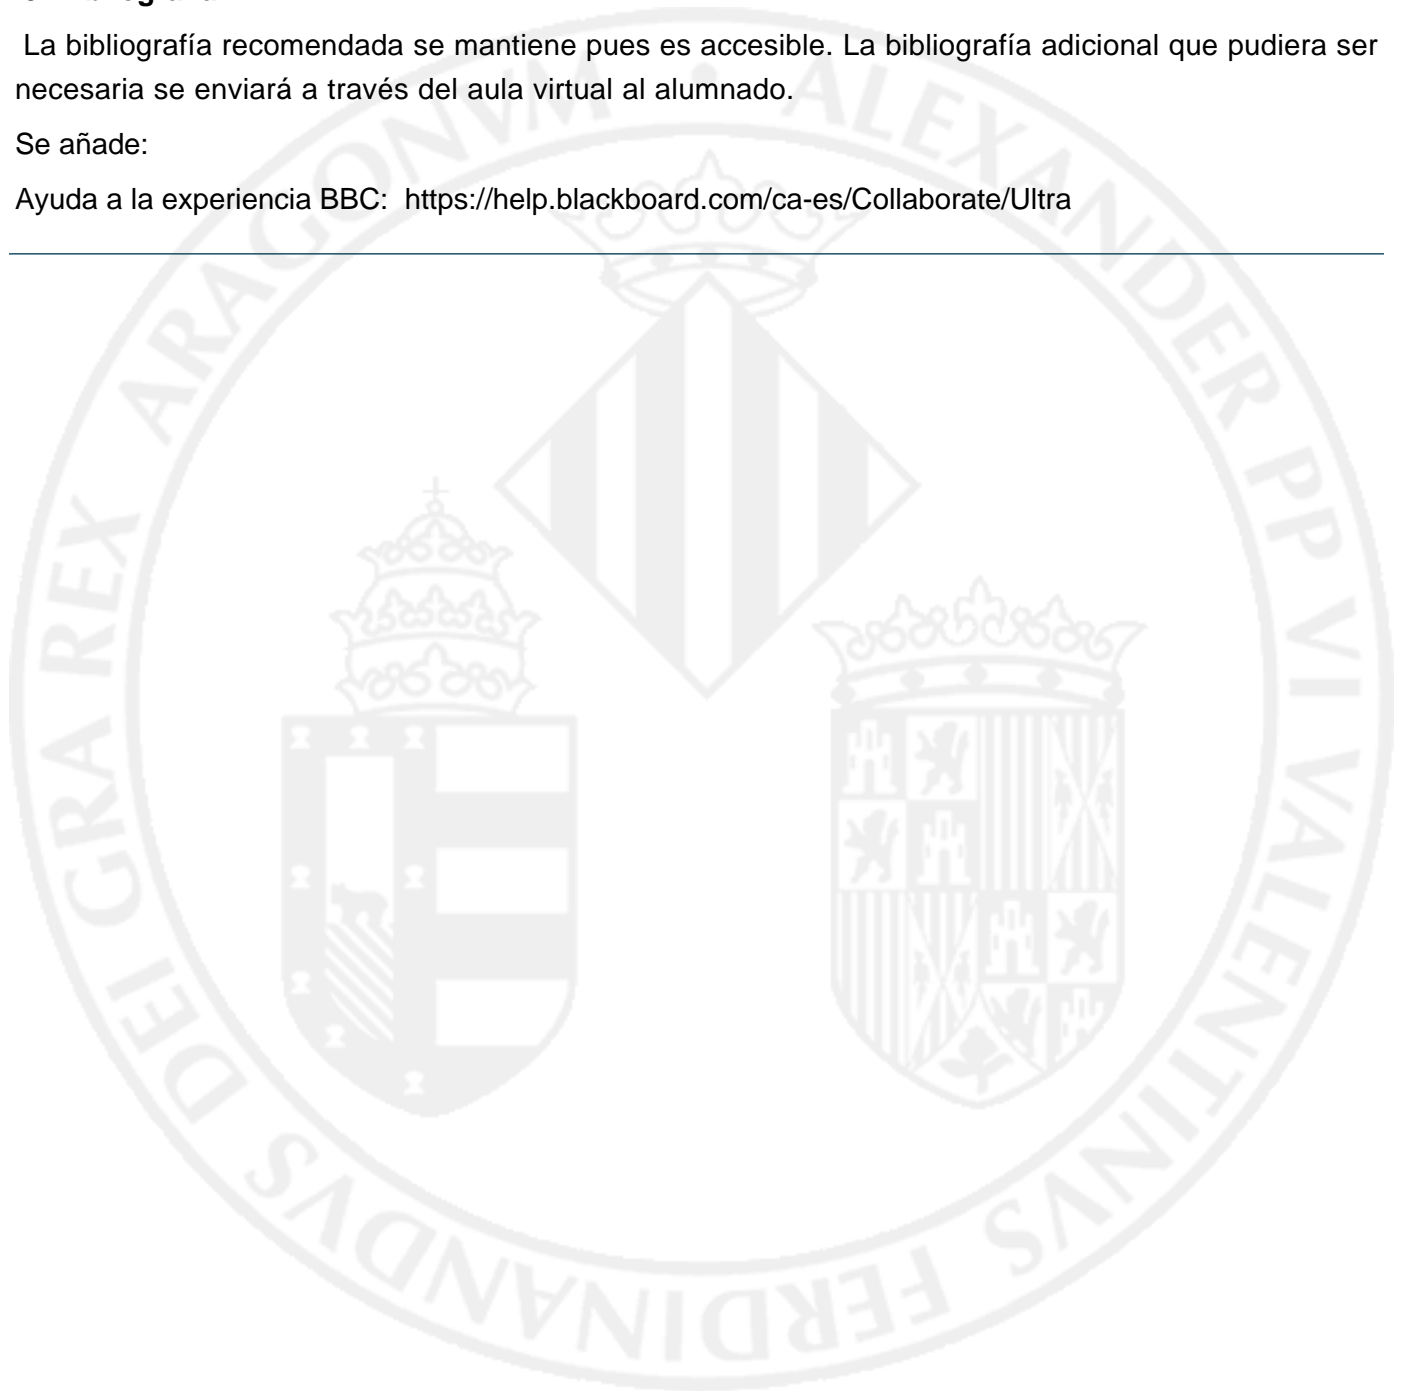 La bibliografía recomendada se mantiene pues es accesible. La bibliografía adicional que pudiera ser
necesaria se enviará a través del aula virtual al alumnado.
Se añade:
Ayuda a la experiencia BBC: https://help.blackboard.com/ca-es/Collaborate/Ultra
ALEXANDER PP VI VALENTINVS FERDINANDVS DEI GRA REX ARAGONVM